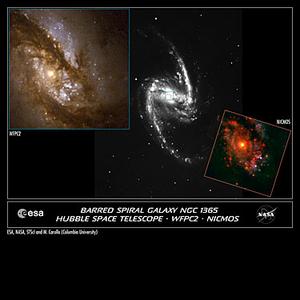 WFPC2
NICMOS
BARRED SPIRAL GALAXY NGC 1365
esa
HUBBLE SPACE TELESCOPE • WFPC2 • NICMOS
NASA
ESA, NASA, STScI and M. Carollo (Columbia University)